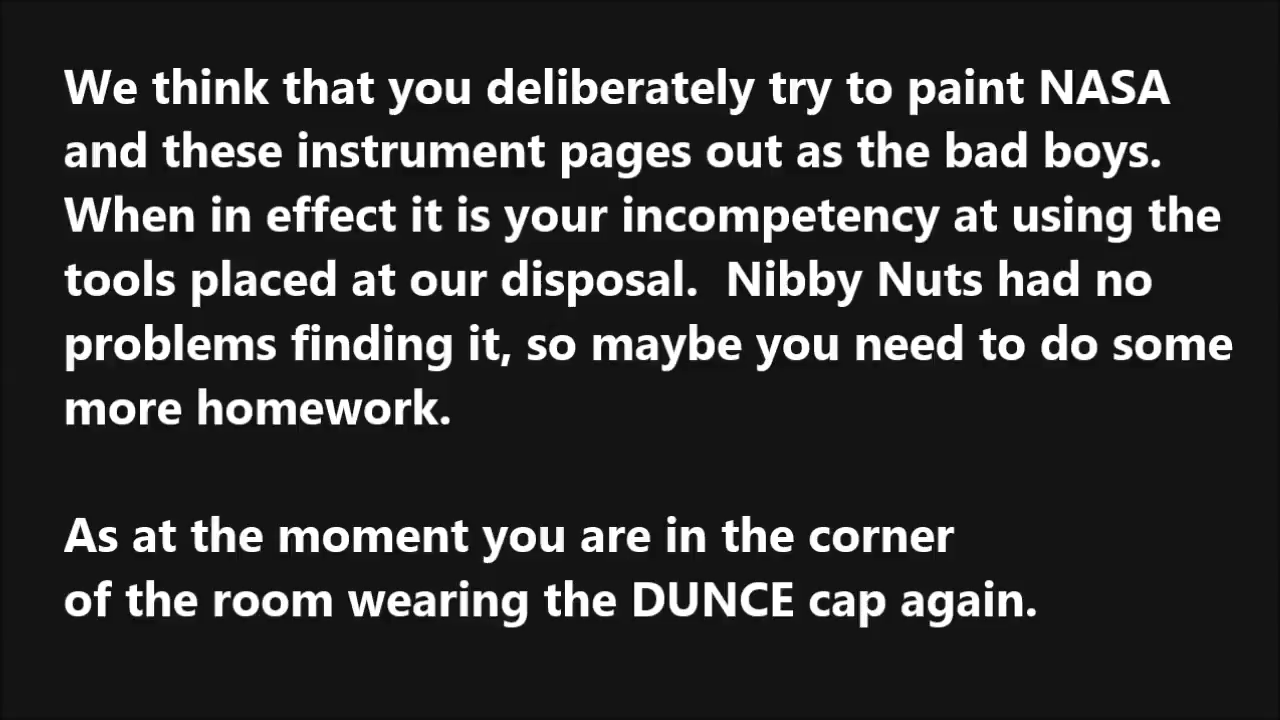 We think that you deliberately try to paint NASA
and these instrument pages out as the bad boys.
When in effect it is your incompetency at using the
tools placed at our disposal.  Nibby Nuts had no
problems finding it, so maybe you need to do some
more homework.
As at the moment you are in the corner
of the room wearing the DUNCE cap again.